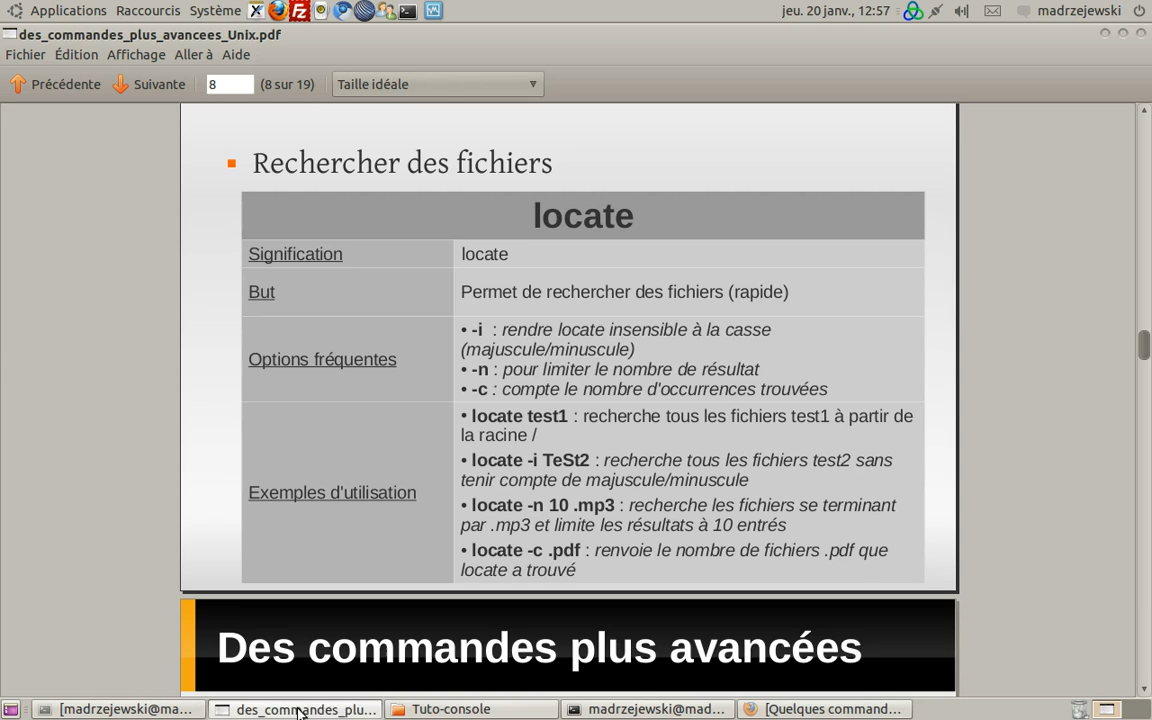 Applications Raccourcis Système
jeu. 20 janv., 12:57 madrzejewski
des_commandes_plus_avancees_Unix.pdf
Fichier Édition Affichage Aller à Aide
Précédente Suivante 8 (8 sur 19) Taille idéale
Rechercher des fichiers
locate
Signification locate
But Permet de rechercher des fichiers (rapide)
Options fréquentes
• -i : rendre locate insensible à la casse
(majuscule/minuscule)
• -n : pour limiter le nombre de résultat
• -c : compte le nombre d'occurrences trouvées
Exemples d'utilisation
• locate test1 : recherche tous les fichiers test1 à partir de
la racine /
• locate -i TeSt2 : recherche tous les fichiers test2 sans
tenir compte de majuscule/minuscule
• locate -n 10 .mp3 : recherche les fichiers se terminant
par .mp3 et limite les résultats à 10 entrés
• locate -c .pdf : renvoie le nombre de fichiers .pdf que
locate a trouvé
Des commandes plus avancées
[madrzejewski@ma... des_commandes_plu... Tuto-console madrzejewski@mad... [Quelques command...